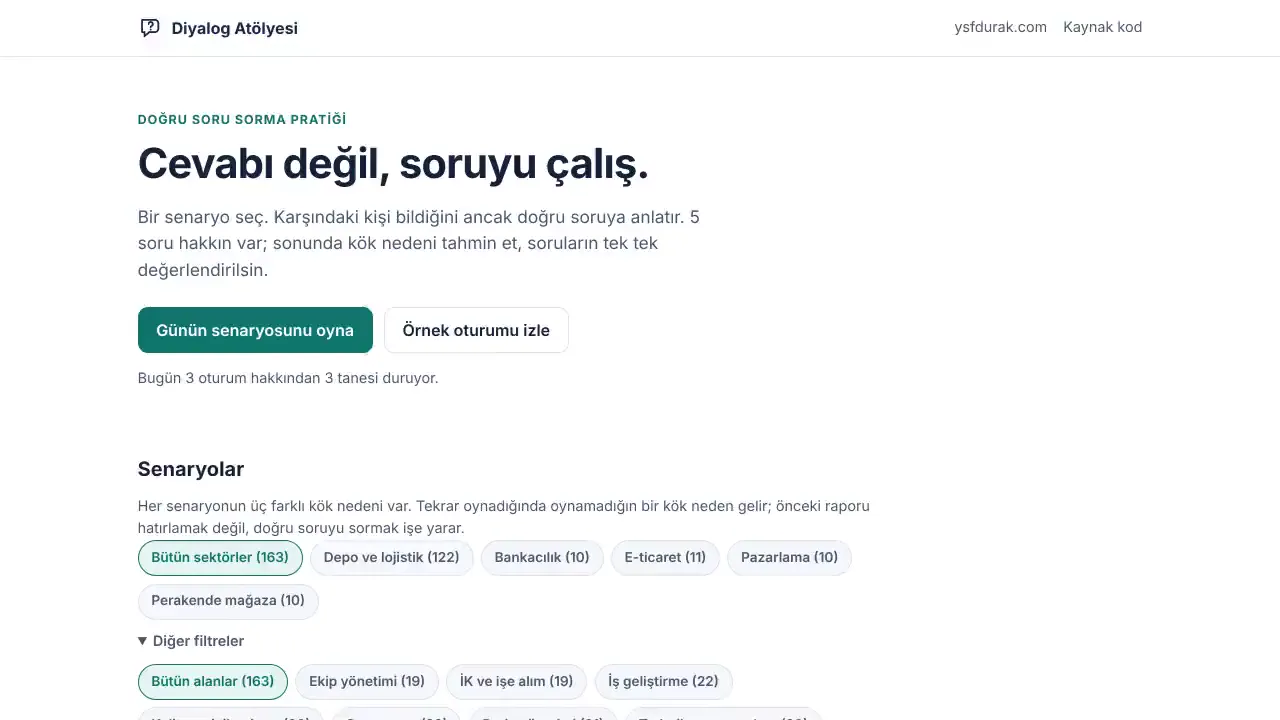 Diyalog Atölyesi
ysfdurak.com
Kaynak kod
DOĞRU SORU SORMA PRATİĞİ
Cevabı değil, soruyu çalış.
Bir senaryo seç. Karşındaki kişi bildiğini ancak doğru soruya anlatır. 5
soru hakkın var; sonunda kök nedeni tahmin et, soruların tek tek
değerlendirilsin.
Günün senaryosunu oyna
Örnek oturumu izle
Bugün 3 oturum hakkından 3 tanesi duruyor.
Senaryolar
Her senaryonun üç farklı kök nedeni var. Tekrar oynadığında oynamadığın bir kök neden gelir; önceki raporu
hatırlamak değil, doğru soruyu sormak işe yarar.
Bütün sektörler (163)
Depo ve lojistik (122)
Bankacılık (10)
E-ticaret (11)
Pazarlama (10)
Perakende mağaza (10)
▼ Diğer filtreler
Bütün alanlar (163)
Ekip yönetimi (19)
İK ve işe alım (19)
İş geliştirme (22)